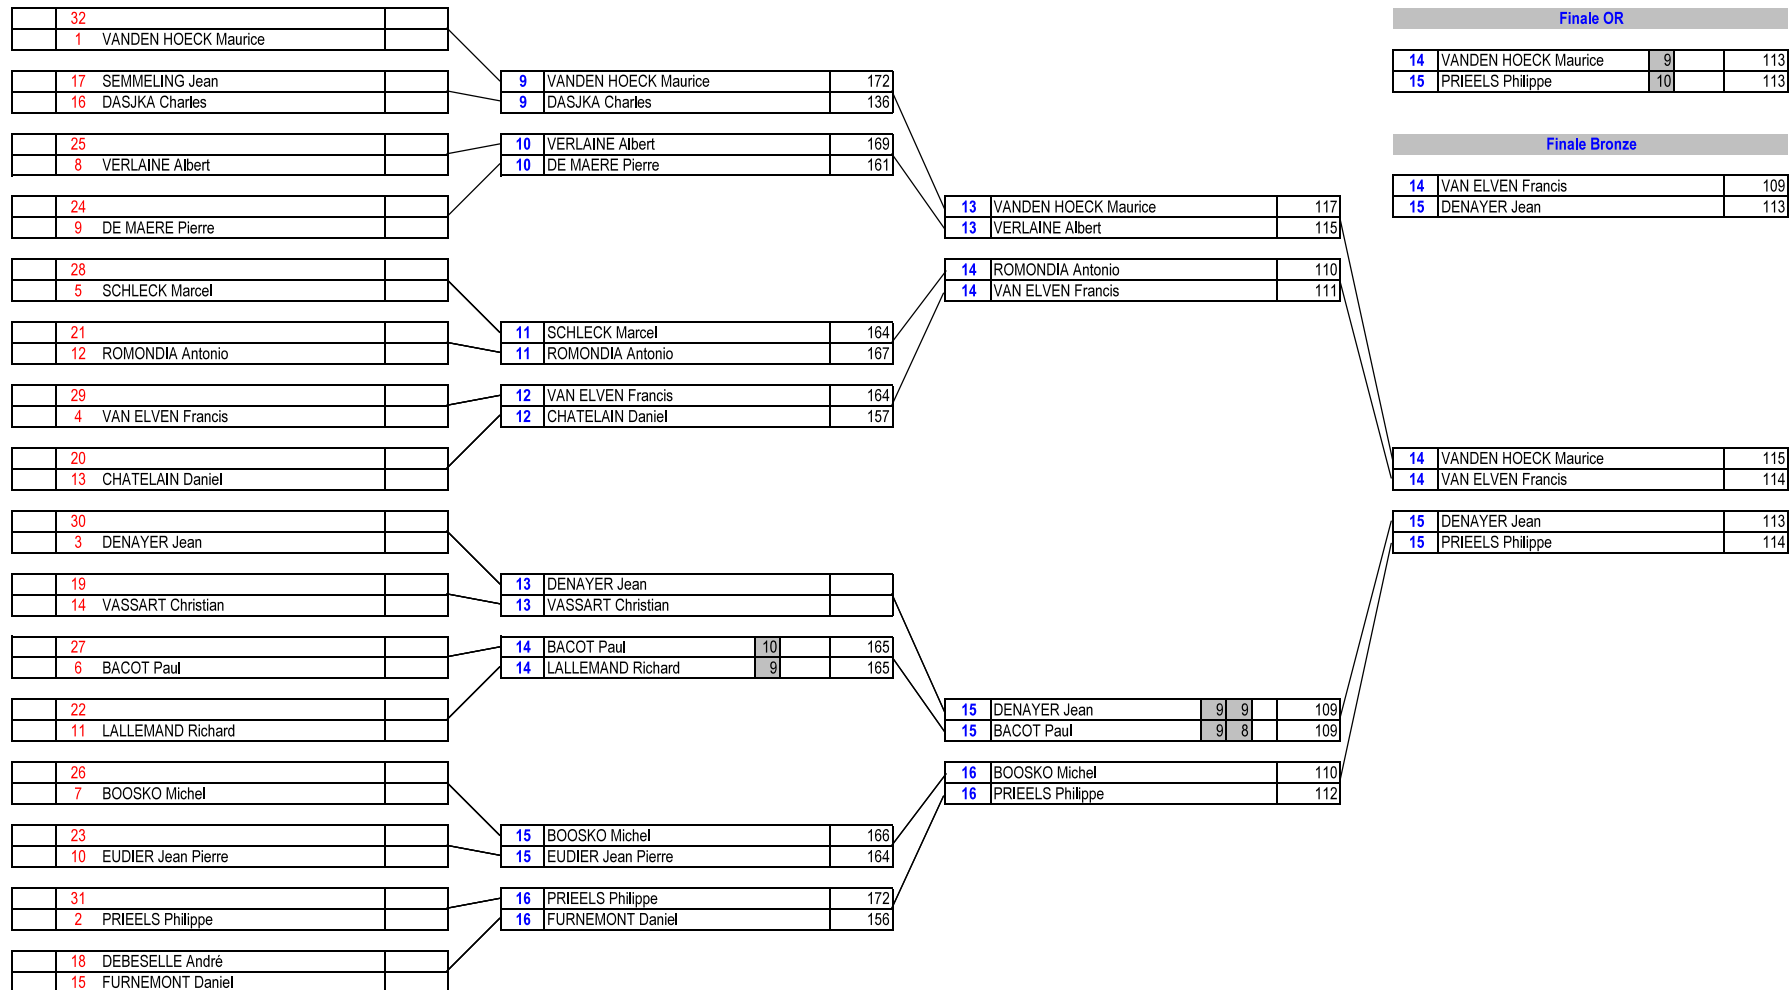 32
1 VANDEN HOECK Maurice
17 SEMMELING Jean
16 DASJKA Charles
25
8 VERLAINE Albert
24
9 DE MAERE Pierre
28
5 SCHLECK Marcel
21
12 ROMONDIA Antonio
29
4 VAN ELVEN Francis
20
13 CHATELAIN Daniel
30
3 DENAYER Jean
19
14 VASSART Christian
27
6 BACOT Paul
22
11 LALLEMAND Richard
26
7 BOOSKO Michel
23
10 EUDIER Jean Pierre
31
2 PRIEELS Philippe
18 DEBESELLE André
15 FURNEMONT Daniel
9 VANDEN HOECK Maurice 172
9 DASJKA Charles 136
10 VERLAINE Albert 169
10 DE MAERE Pierre 161
11 SCHLECK Marcel 164
11 ROMONDIA Antonio 167
12 VAN ELVEN Francis 164
12 CHATELAIN Daniel 157
13 DENAYER Jean
13 VASSART Christian
14 BACOT Paul 10 165
14 LALLEMAND Richard 9 165
15 BOOSKO Michel 166
15 EUDIER Jean Pierre 164
16 PRIEELS Philippe 172
16 FURNEMONT Daniel 156
13 VANDEN HOECK Maurice 117
13 VERLAINE Albert 115
14 ROMONDIA Antonio 110
14 VAN ELVEN Francis 111
15 DENAYER Jean 9 9 109
15 BACOT Paul 9 8 109
16 BOOSKO Michel 110
16 PRIEELS Philippe 112
Finale OR
14 VANDEN HOECK Maurice 9 113
15 PRIEELS Philippe 10 113
Finale Bronze
14 VAN ELVEN Francis 109
15 DENAYER Jean 113
14 VANDEN HOECK Maurice 115
14 VAN ELVEN Francis 114
15 DENAYER Jean 113
15 PRIEELS Philippe 114